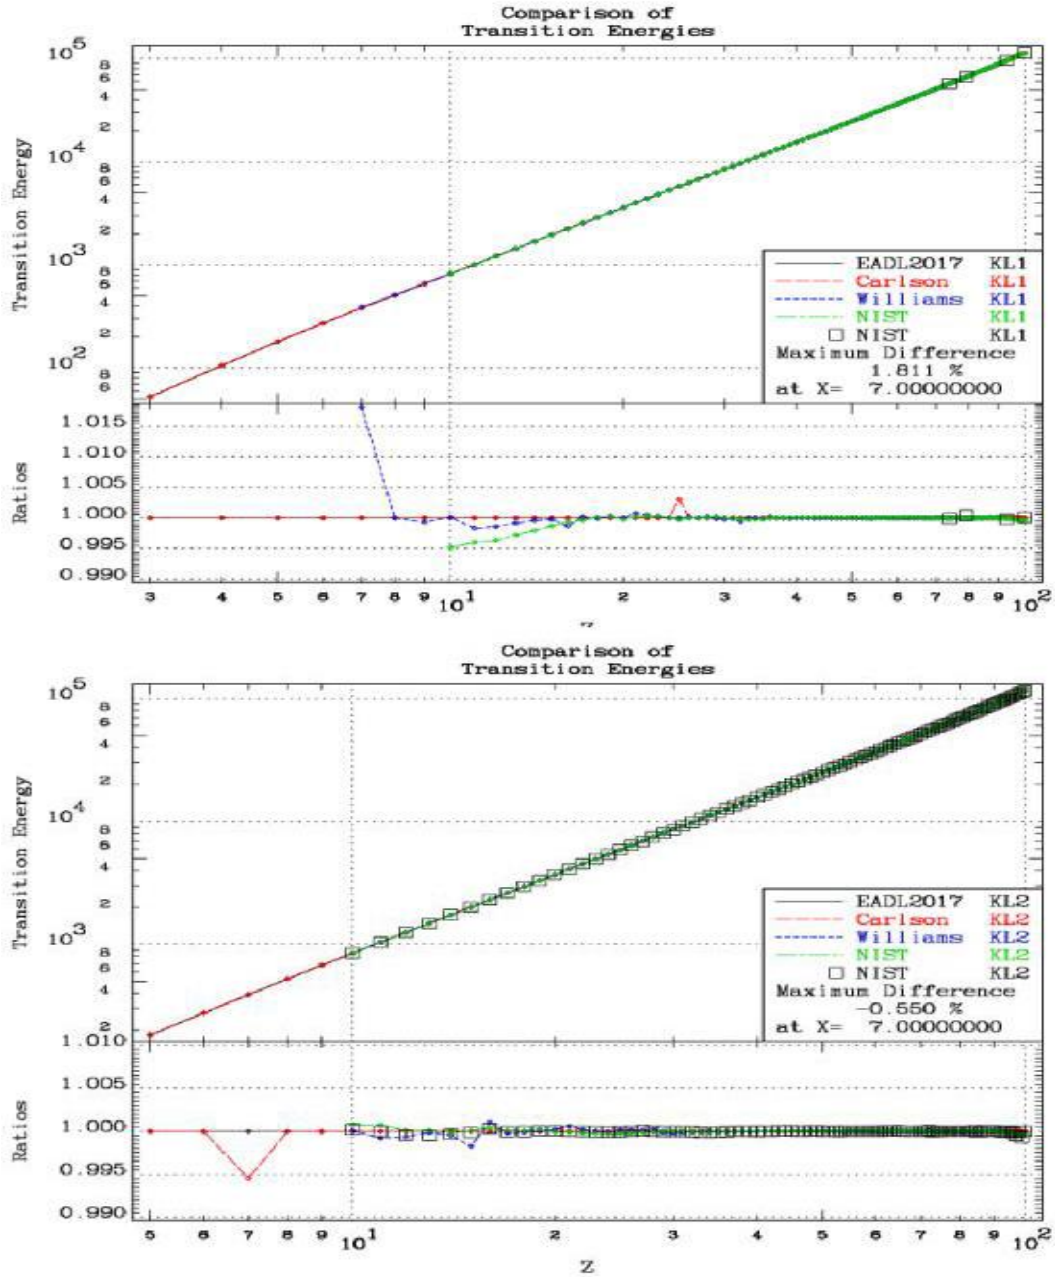 Comparison of
Transition Energies
10^5
8
6
4
2
10^4
8
6
4
2
10^3
8
6
4
2
10^2
8
6
Transition Energy
EADL2017 KL1
Carlson KL1
Williams KL1
NIST KL1
NIST KL1
Maximum Difference
1.811 %
at X= 7.00000000
1.015
1.010
1.005
1.000
0.995
0.990
Ratios
3 4 5 6 7 8 9 10^1 2 3 4 5 6 7 8 9 10^2
Comparison of
Transition Energies
10^5
8
6
4
2
10^4
8
6
4
2
10^3
8
6
4
2
Transition Energy
EADL2017 KL2
Carlson KL2
Williams KL2
NIST KL2
NIST KL2
Maximum Difference
-0.550 %
at X= 7.00000000
1.010
1.005
1.000
0.995
0.990
Ratios
5 6 7 8 9 10^1 2 3 4 5 6 7 8 9 10^2
Z